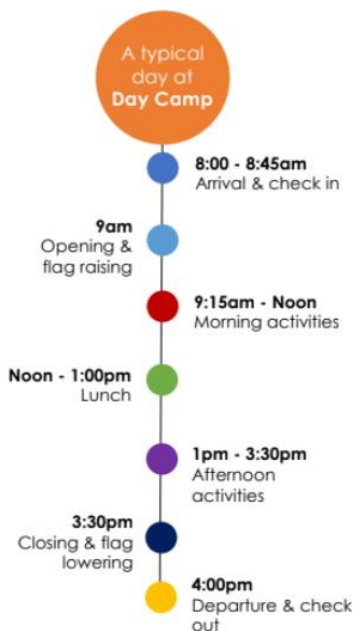 A typical
day at
Day Camp
8:00 - 8:45am
Arrival & check in
9am
Opening &
flag raising
9:15am - Noon
Morning activities
Noon - 1:00pm
Lunch
1pm - 3:30pm
Afternoon
activities
3:30pm
Closing & flag
lowering
4:00pm
Departure & check
out